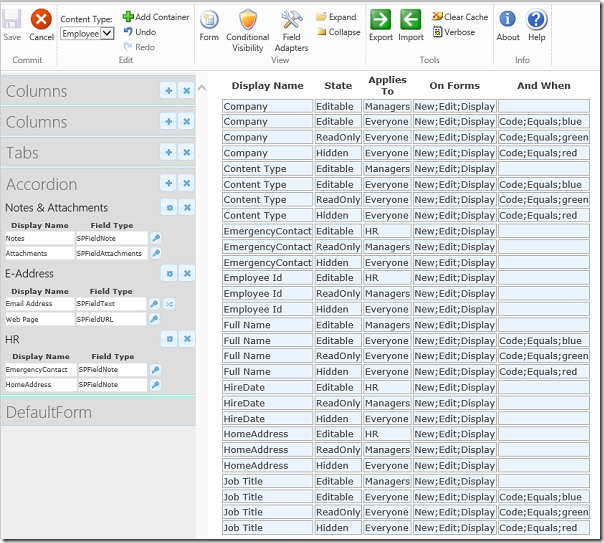 Save
Cancel
Commit
Content Type:
Employee
Add Container
Undo
Redo
Edit
Form
Conditional Visibility
Field Adapters
Expand
Collapse
View
Export
Import
Clear Cache
Verbose
Tools
About
Help
Info
Columns
Columns
Tabs
Accordion
Notes & Attachments
Display Name Field Type
Notes SPFieldNote
Attachments SPFieldAttachments
E-Address
Display Name Field Type
Email Address SPFieldText
Web Page SPFieldURL
HR
Display Name Field Type
EmergencyContact SPFieldNote
HomeAddress SPFieldNote
DefaultForm
Display Name State Applies To On Forms And When
Company Editable Managers New;Edit;Display
Company Editable Everyone New;Edit;Display Code;Equals;blue
Company ReadOnly Everyone New;Edit;Display Code;Equals;green
Company Hidden Everyone New;Edit;Display Code;Equals;red
Content Type Editable Managers New;Edit;Display
Content Type Editable Everyone New;Edit;Display Code;Equals;blue
Content Type ReadOnly Everyone New;Edit;Display Code;Equals;green
Content Type Hidden Everyone New;Edit;Display Code;Equals;red
EmergencyContact Editable HR New;Edit;Display
EmergencyContact ReadOnly Managers New;Edit;Display
EmergencyContact Hidden Everyone New;Edit;Display
Employee Id Editable HR New;Edit;Display
Employee Id ReadOnly Managers New;Edit;Display
Employee Id Hidden Everyone New;Edit;Display
Full Name Editable Managers New;Edit;Display
Full Name Editable Everyone New;Edit;Display Code;Equals;blue
Full Name ReadOnly Everyone New;Edit;Display Code;Equals;green
Full Name Hidden Everyone New;Edit;Display Code;Equals;red
HireDate Editable HR New;Edit;Display
HireDate ReadOnly Managers New;Edit;Display
HireDate Hidden Everyone New;Edit;Display
HomeAddress Editable HR New;Edit;Display
HomeAddress ReadOnly Managers New;Edit;Display
HomeAddress Hidden Everyone New;Edit;Display
Job Title Editable Managers New;Edit;Display
Job Title Editable Everyone New;Edit;Display Code;Equals;blue
Job Title ReadOnly Everyone New;Edit;Display Code;Equals;green
Job Title Hidden Everyone New;Edit;Display Code;Equals;red